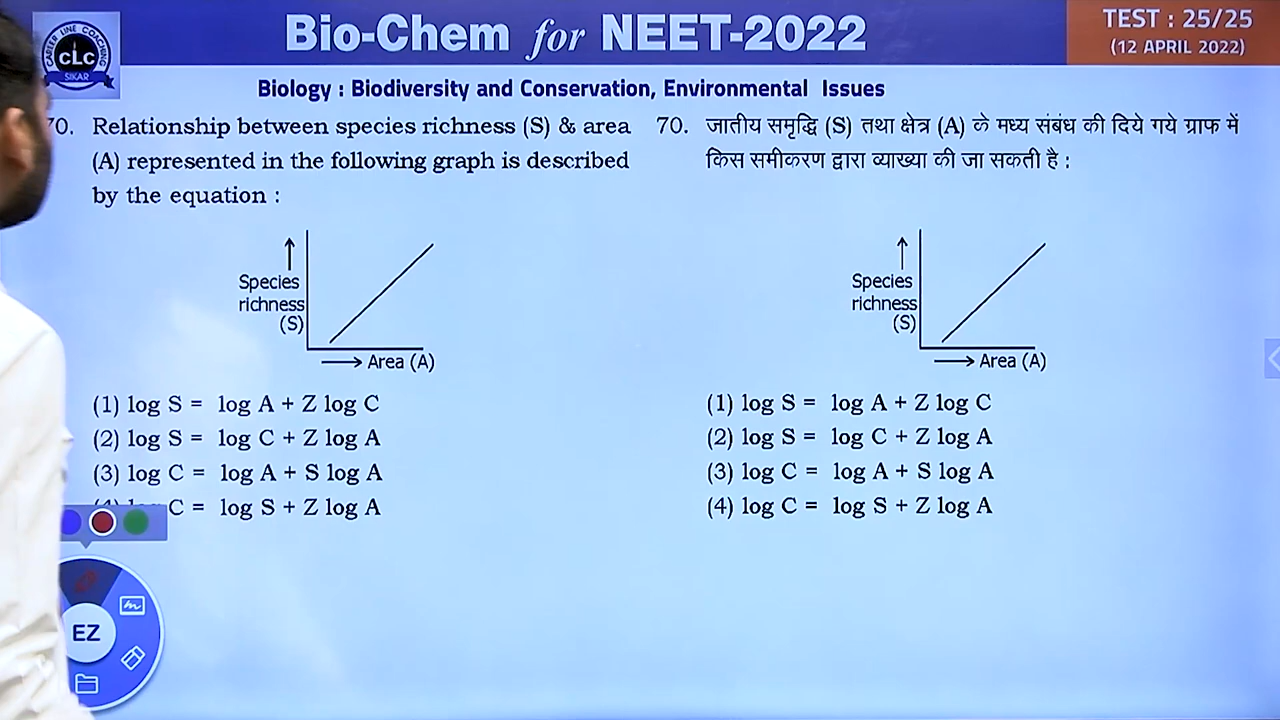 Bio-Chem for NEET-2022
TEST : 25/25
(12 APRIL 2022)
CAREER LINE COACHING
CLC
SIKAR
Biology : Biodiversity and Conservation, Environmental Issues
70. Relationship between species richness (S) & area
(A) represented in the following graph is described
by the equation :
Species
richness
(S)
Area (A)
(1) log S = log A + Z log C
(2) log S = log C + Z log A
(3) log C = log A + S log A
C = log S + Z log A
70. जातीय समृद्धि (S) तथा क्षेत्र (A) के मध्य संबंध की दिये गये ग्राफ में
किस समीकरण द्वारा व्याख्या की जा सकती है :
Species
richness
(S)
Area (A)
(1) log S = log A + Z log C
(2) log S = log C + Z log A
(3) log C = log A + S log A
(4) log C = log S + Z log A
EZ